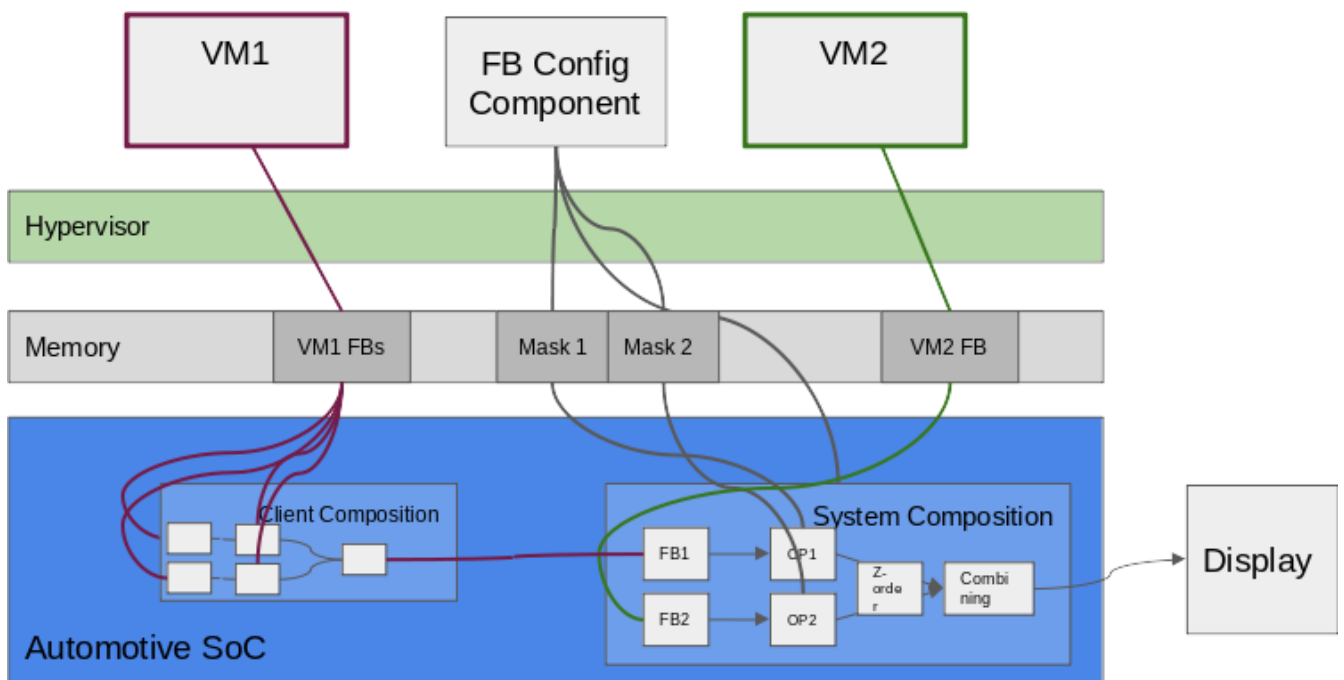 VM1
FB Config
Component
VM2
Hypervisor
Memory
VM1 FBs
Mask 1
Mask 2
VM2 FB
Client Composition
System Composition
FB1
OP1
Z-
orde
r
Combi
ning
FB2
OP2
Display
Automotive SoC